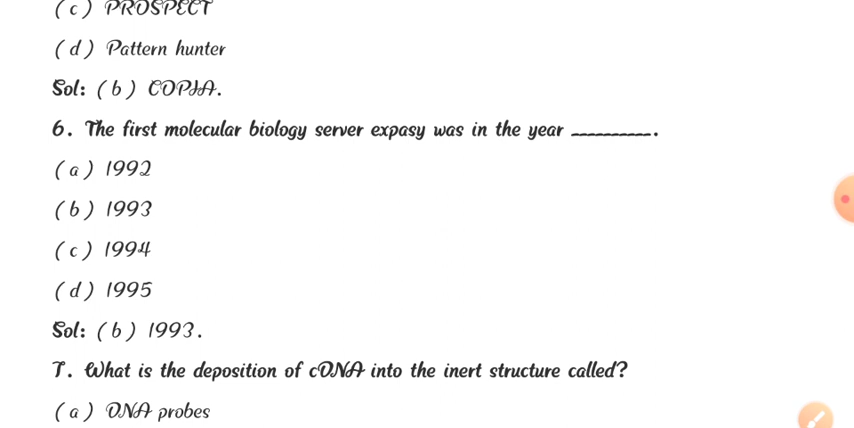 (c) PROSPECT
(d) Pattern hunter
Sol: (b) COPIA.
6. The first molecular biology server expasy was in the year __________.
(a) 1992
(b) 1993
(c) 1994
(d) 1995
Sol: (b) 1993.
7. What is the deposition of cDNA into the inert structure called?
(a) DNA probes